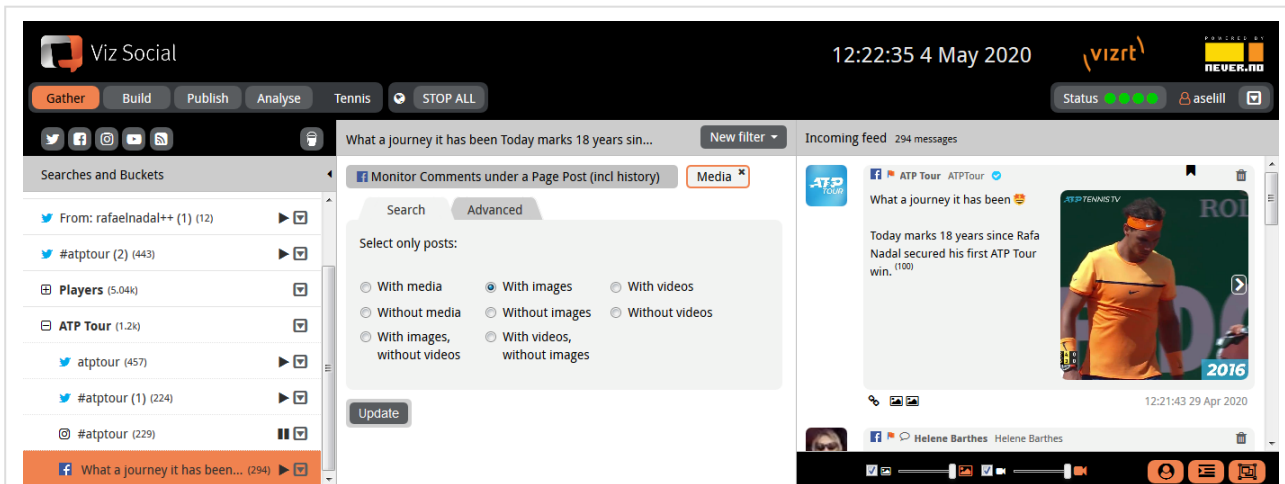 Viz Social
12:22:35 4 May 2020
vizrt
POWERED BY
never.no
Gather Build Publish Analyse Tennis STOP ALL
Status aselill
What a journey it has been Today marks 18 years sin... New filter
Incoming feed 294 messages
Searches and Buckets
From: rafaelnadal++ (1) (12)
#atptour (2) (443)
Players (5.04k)
ATP Tour (1.2k)
atptour (457)
#atptour (1) (224)
#atptour (229)
What a journey it has been... (294)
Monitor Comments under a Page Post (incl history) Media x
Search Advanced
Select only posts:
With media With images With videos
Without media Without images Without videos
With images, without videos
With videos, without images
Update
ATP TOUR
ATP Tour ATPTour
What a journey it has been
Today marks 18 years since Rafa
Nadal secured his first ATP Tour
win. (100)
ATP TENNISTV
ROL
2016
12:21:43 29 Apr 2020
Helene Barthes Helene Barthes